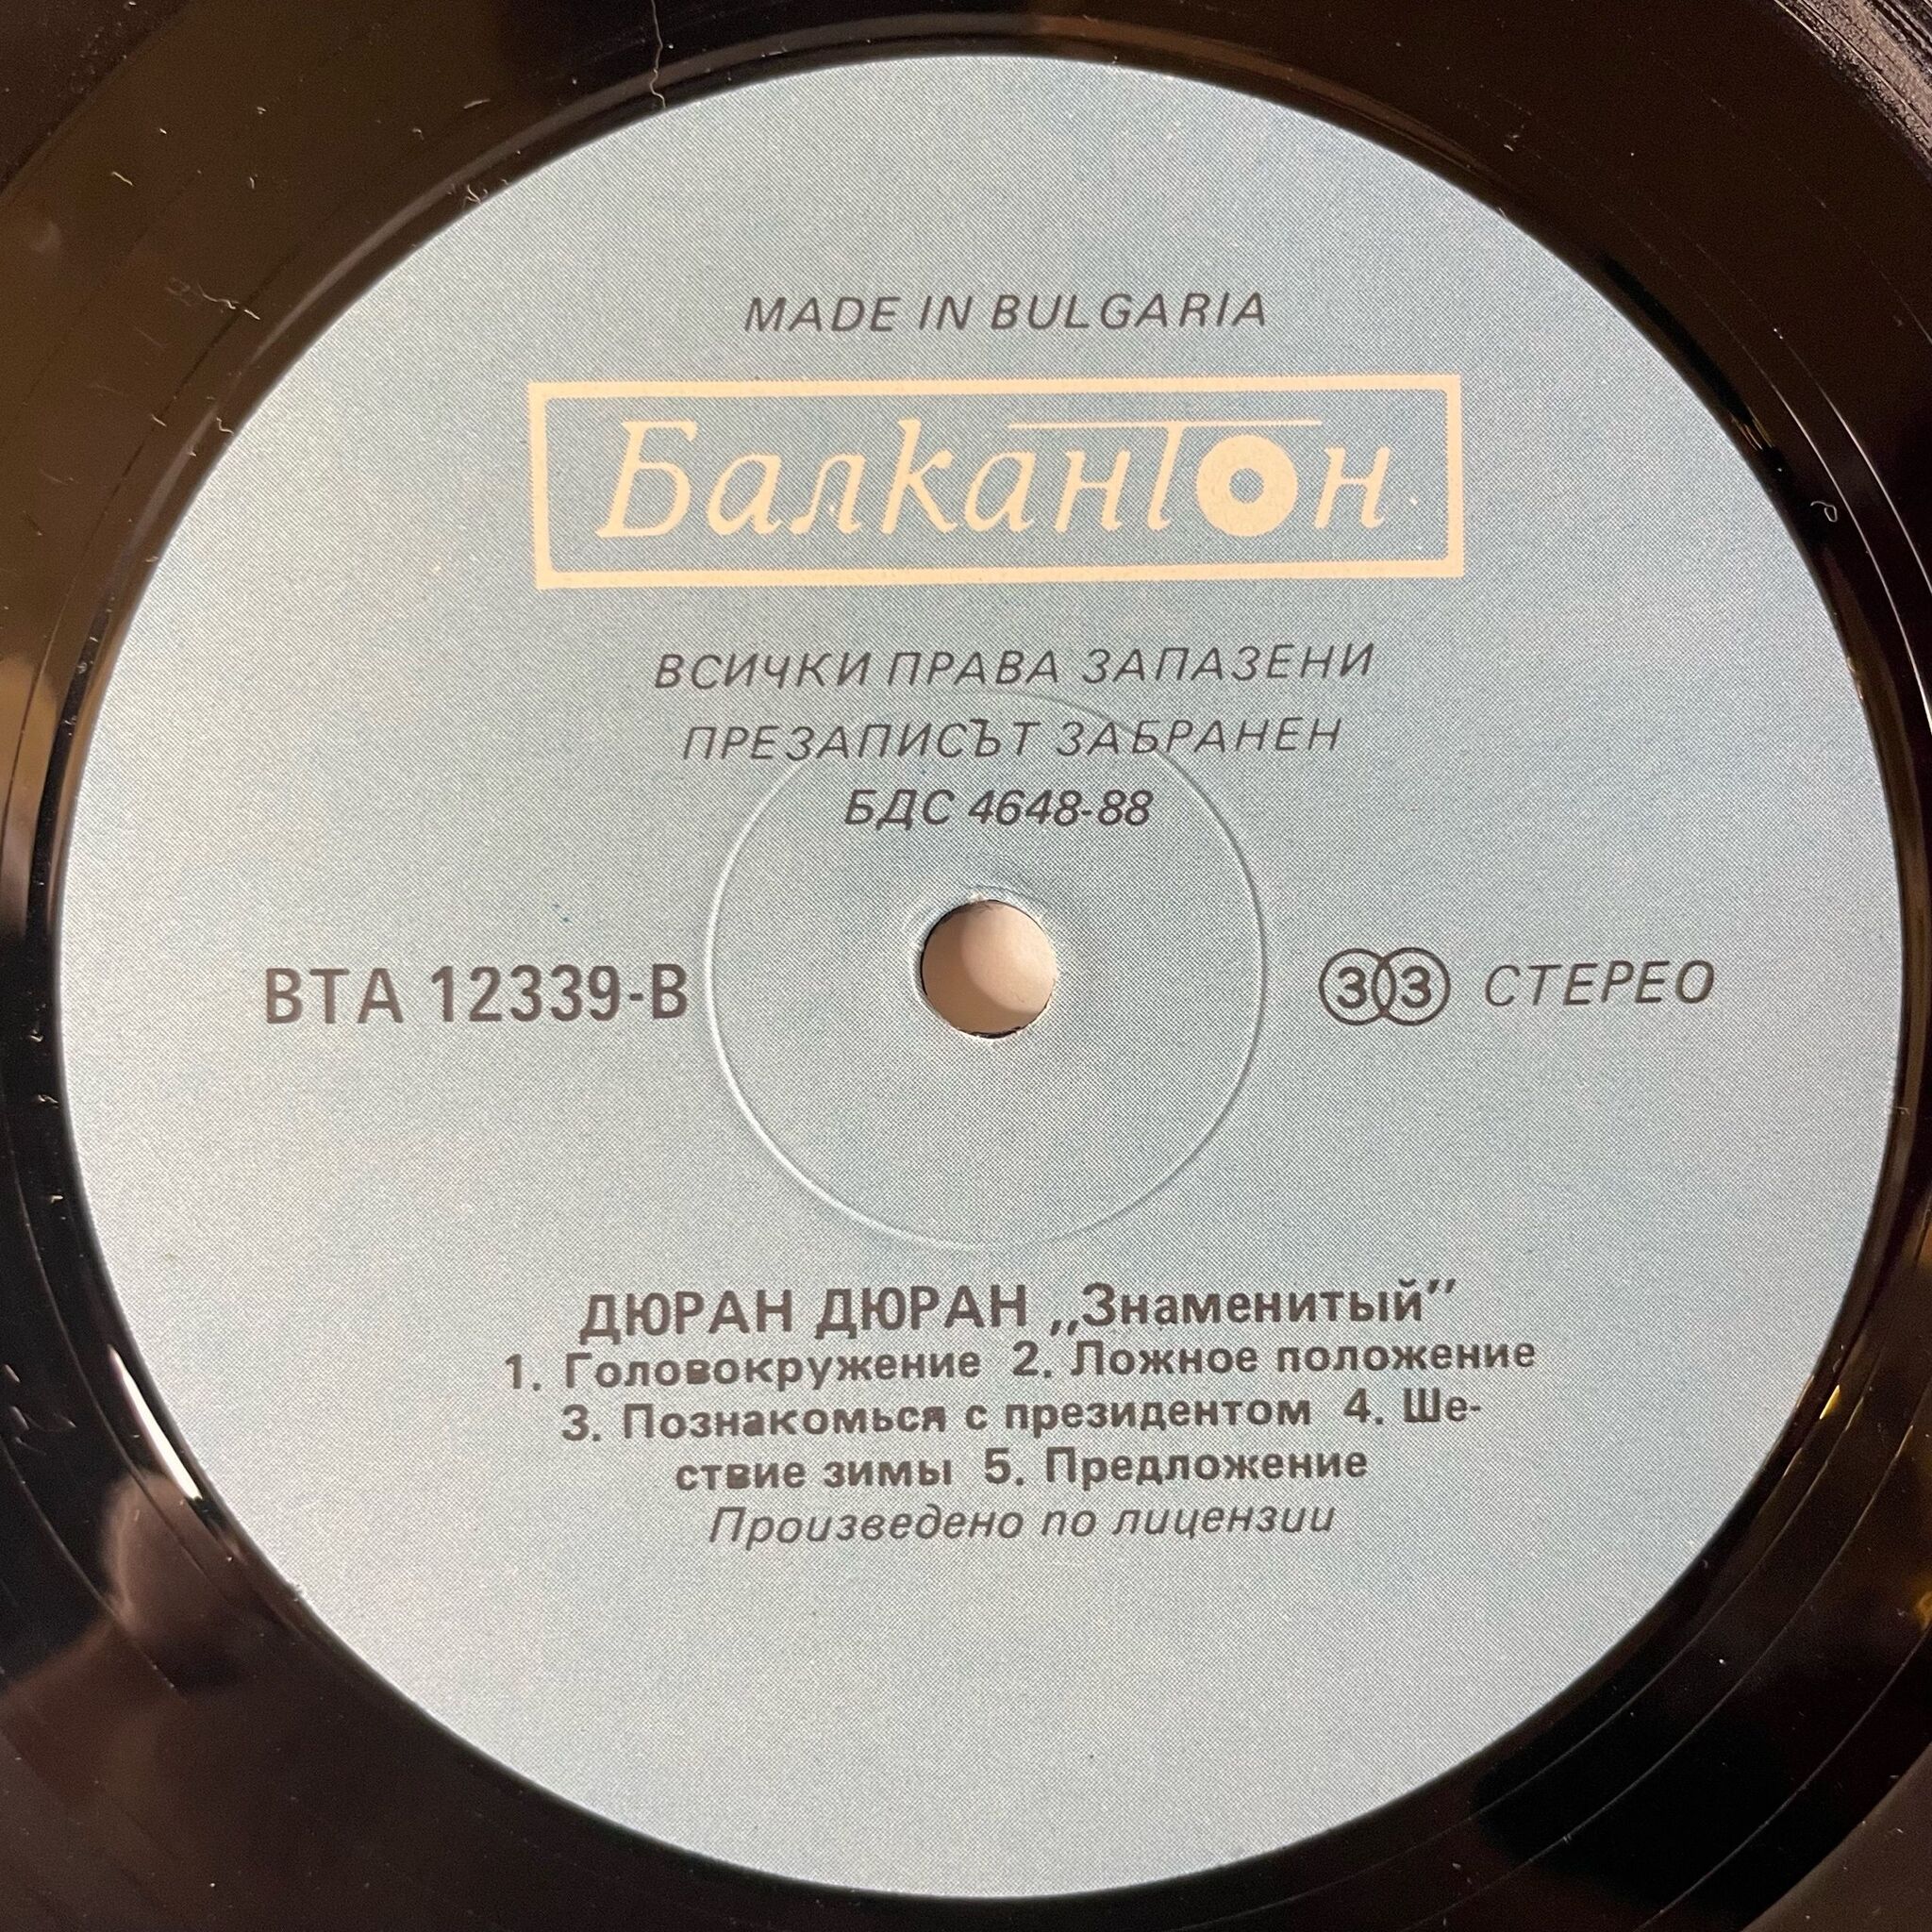 MADE IN BULGARIA
Балкантон
ВСИЧКИ ПРАВА ЗАПАЗЕНИ
ПРЕЗАПИСЪТ ЗАБРАНЕН
БДС 4648-88
ВТА 12339-В
33 СТЕРЕО
ДЮРАН ДЮРАН „Знаменитый”
1. Головокружение 2. Ложное положение
3. Познакомься с президентом 4. Ше-
ствие зимы 5. Предложение
Произведено по лицензии